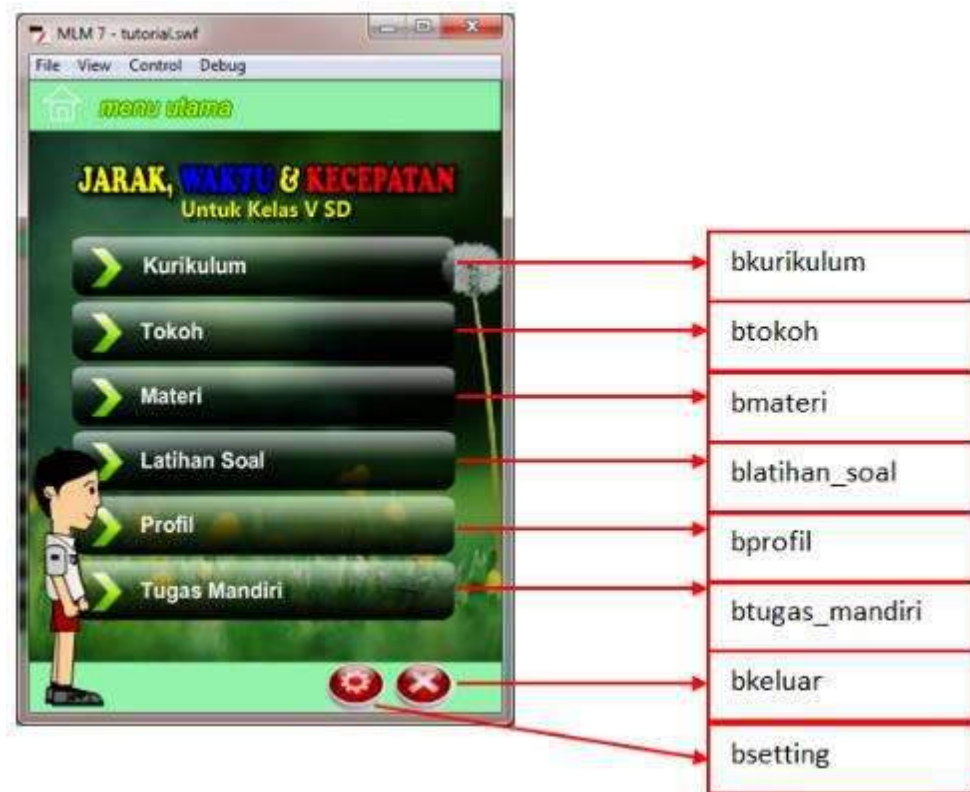 MLM 7 - tutorial.swf
File View Control Debug
menu utama
JARAK, WAKTU & KECEPATAN
Untuk Kelas V SD
Kurikulum
Tokoh
Materi
Latihan Soal
Profil
Tugas Mandiri
bkurikulum
btokoh
bmateri
blatihan_soal
bprofil
btugas_mandiri
bkeluar
bsetting